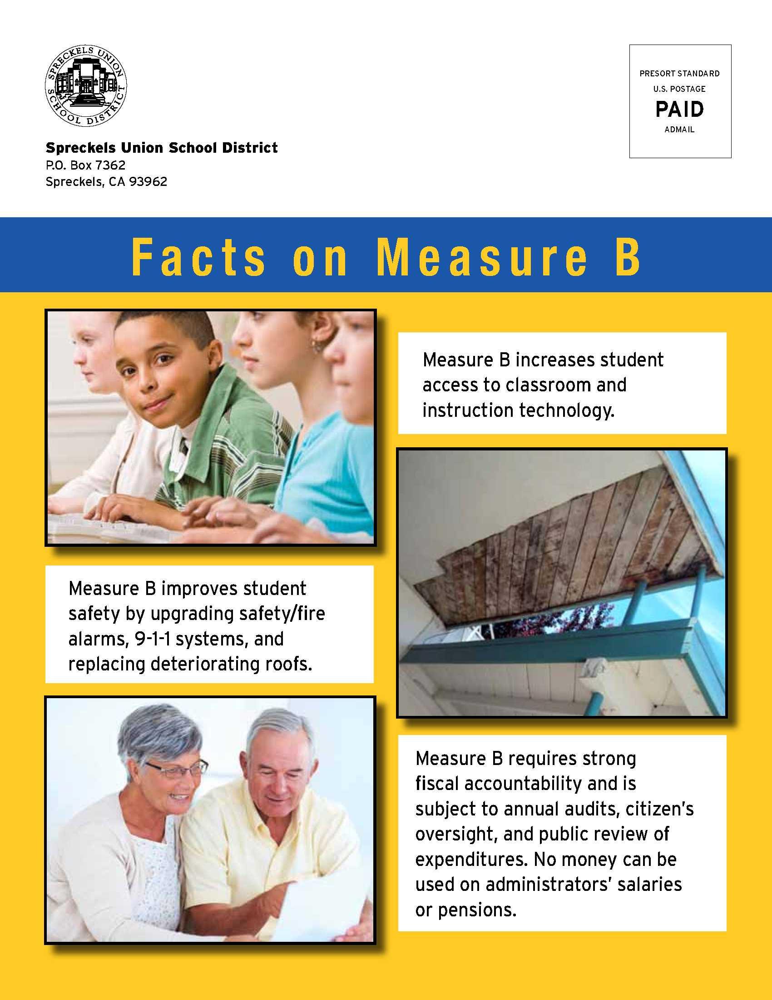 SPRECKELS UNION
SCHOOL DISTRICT
PRESORT STANDARD
U.S. POSTAGE
PAID
ADMAIL
Spreckels Union School District
P.O. Box 7362
Spreckels, CA 93962
Facts on Measure B
Measure B increases student
access to classroom and
instruction technology.
Measure B improves student
safety by upgrading safety/fire
alarms, 9-1-1 systems, and
replacing deteriorating roofs.
Measure B requires strong
fiscal accountability and is
subject to annual audits, citizen's
oversight, and public review of
expenditures. No money can be
used on administrators' salaries
or pensions.